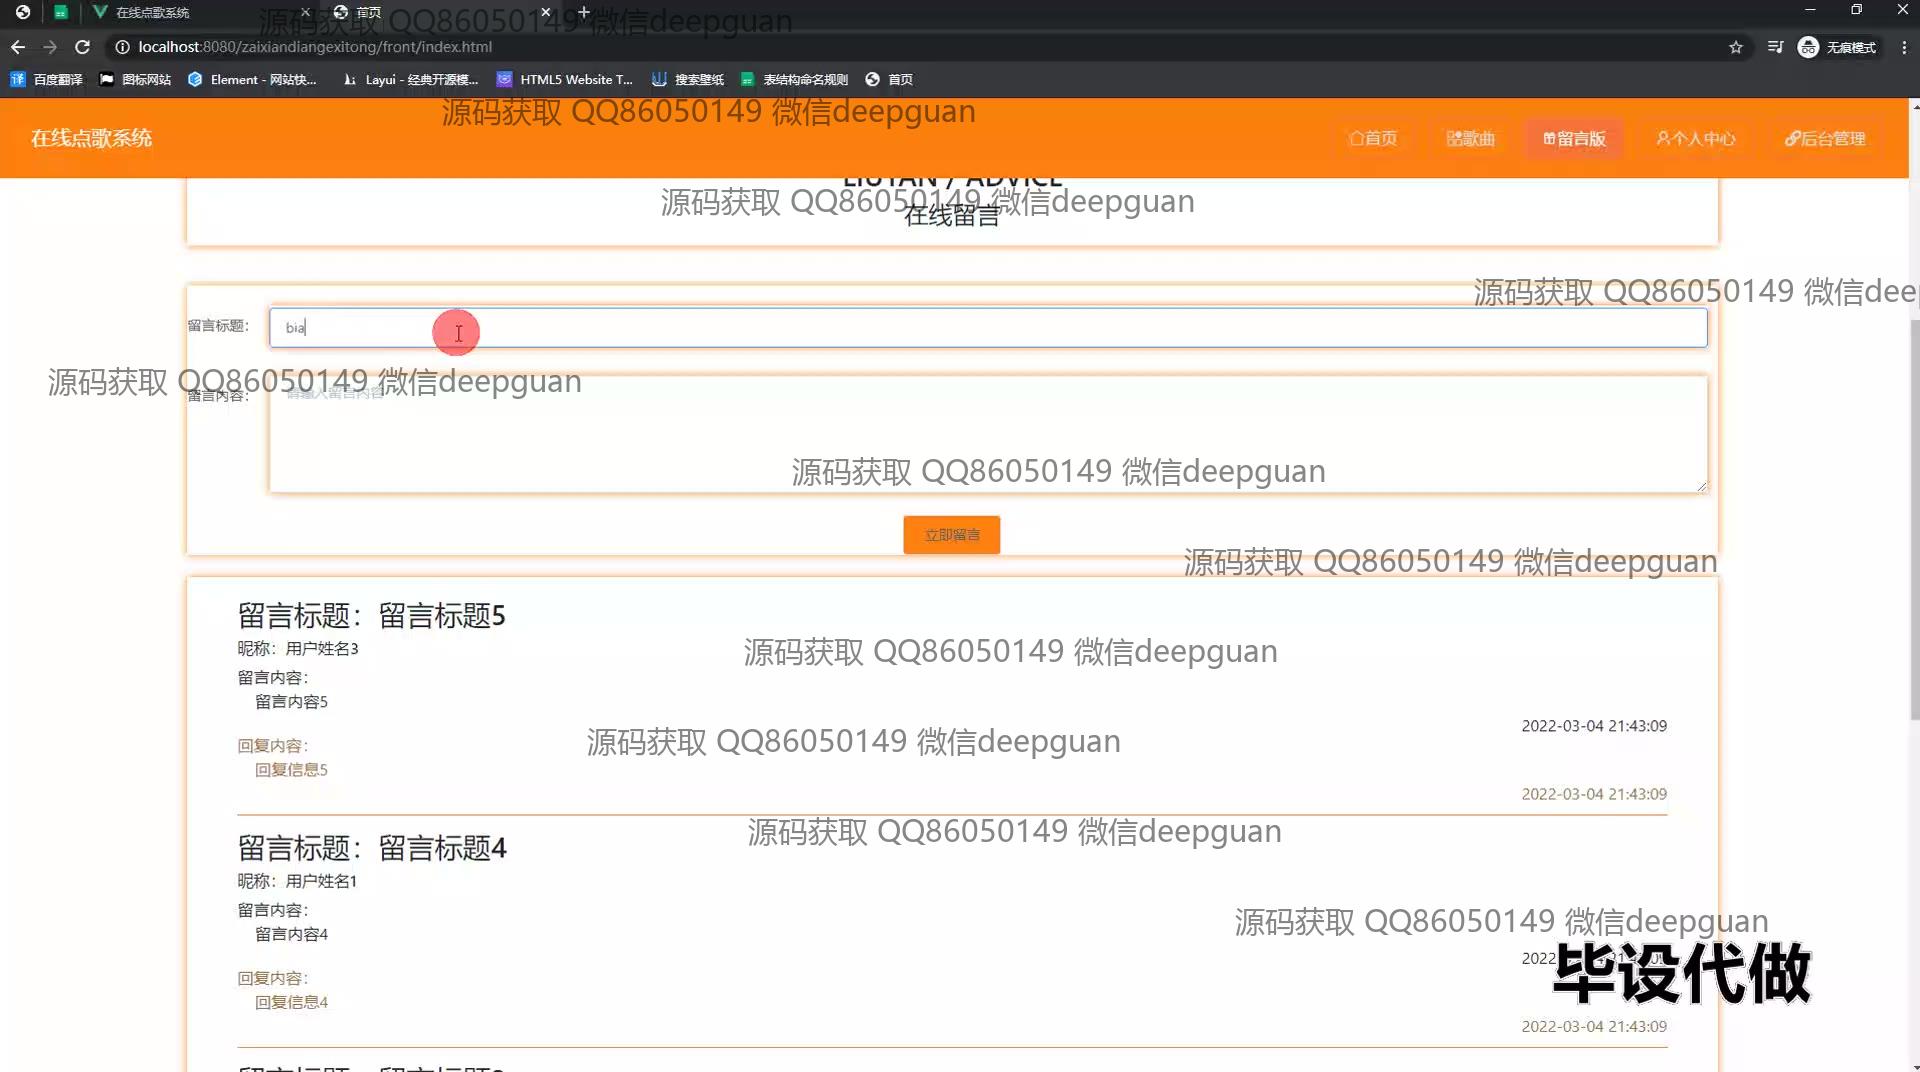 在线点歌系统
首页
源码获取 QQ86050149 微信deepguan
localhost:8080/zaixiandiangexitong/front/index.html
无痕模式
百度翻译
图标网站
Element - 网站快...
Layui - 经典开源模...
HTML5 Website T...
搜索壁纸
表结构命名规则
首页
源码获取 QQ86050149 微信deepguan
在线点歌系统
首页
歌曲
留言版
个人中心
后台管理
LIUYAN / ADVICE
源码获取 QQ86050149 微信deepguan
在线留言
源码获取 QQ86050149 微信dee
留言标题：
bia
源码获取 QQ86050149 微信deepguan
留言内容：
请输入留言内容
源码获取 QQ86050149 微信deepguan
立即留言
源码获取 QQ86050149 微信deepguan
留言标题：留言标题5
昵称：用户姓名3
源码获取 QQ86050149 微信deepguan
留言内容：
留言内容5
2022-03-04 21:43:09
源码获取 QQ86050149 微信deepguan
回复内容：
回复信息5
2022-03-04 21:43:09
源码获取 QQ86050149 微信deepguan
留言标题：留言标题4
昵称：用户姓名1
留言内容：
源码获取 QQ86050149 微信deepguan
留言内容4
2022
毕设代做
回复内容：
回复信息4
2022-03-04 21:43:09